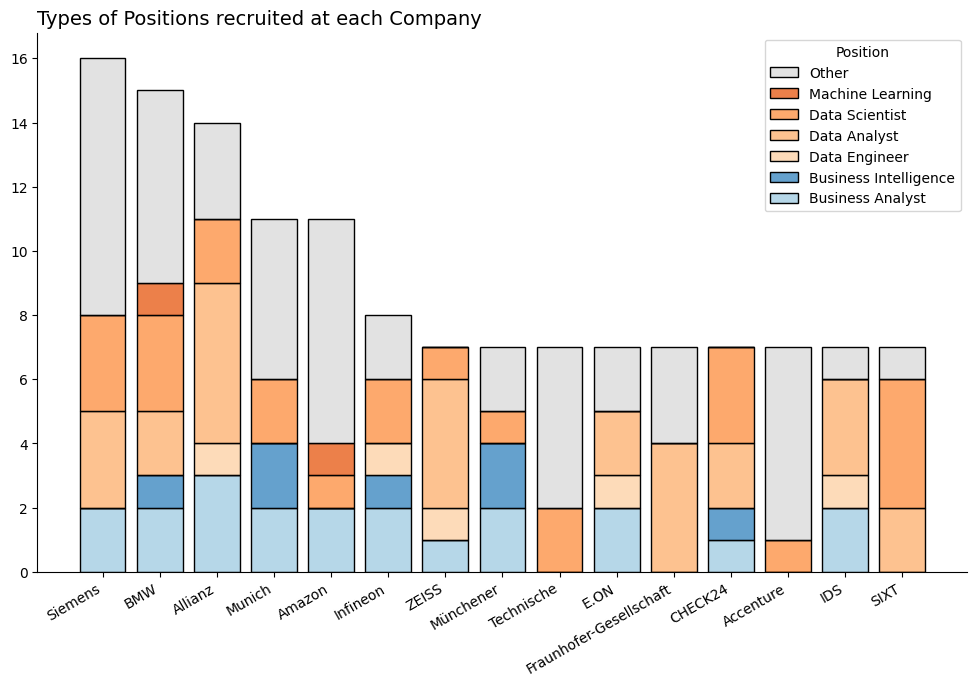 Types of Positions recruited at each Company
Position
Other
Machine Learning
Data Scientist
Data Analyst
Data Engineer
Business Intelligence
Business Analyst
16
14
12
10
8
6
4
2
0
Siemens
BMW
Allianz
Munich
Amazon
Infineon
ZEISS
Münchener
Technische
E.ON
Fraunhofer-Gesellschaft
CHECK24
Accenture
IDS
SIXT